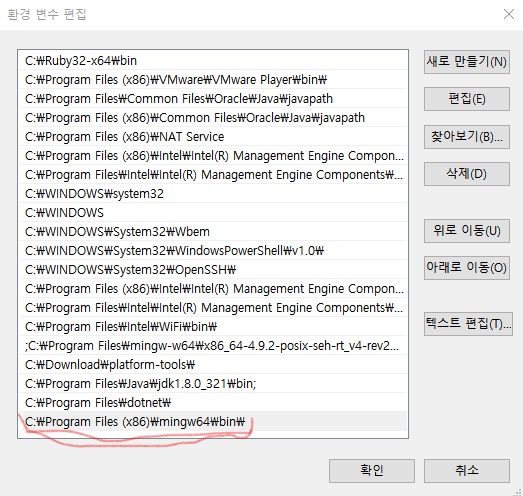 환경 변수 편집
C:₩Ruby32-x64₩bin
C:₩Program Files (x86)₩VMware₩VMware Player₩bin₩
C:₩Program Files₩Common Files₩Oracle₩Java₩javapath
C:₩Program Files (x86)₩Common Files₩Oracle₩Java₩javapath
C:₩Program Files (x86)₩NAT Service
C:₩Program Files (x86)₩Intel₩Intel(R) Management Engine Compon...
C:₩Program Files₩Intel₩Intel(R) Management Engine Components₩...
C:₩WINDOWS₩system32
C:₩WINDOWS
C:₩WINDOWS₩System32₩Wbem
C:₩WINDOWS₩System32₩WindowsPowerShell₩v1.0₩
C:₩WINDOWS₩System32₩OpenSSH₩
C:₩Program Files (x86)₩Intel₩Intel(R) Management Engine Compon...
C:₩Program Files₩Intel₩Intel(R) Management Engine Components₩...
C:₩Program Files₩Intel₩WiFi₩bin₩
;C:₩Program Files₩mingw-w64₩x86_64-4.9.2-posix-seh-rt_v4-rev2...
C:₩Download₩platform-tools₩
C:₩Program Files₩Java₩jdk1.8.0_321₩bin;
C:₩Program Files₩dotnet₩
C:₩Program Files (x86)₩mingw64₩bin₩
새로 만들기(N)
편집(E)
찾아보기(B)...
삭제(D)
위로 이동(U)
아래로 이동(O)
텍스트 편집(T)...
확인
취소